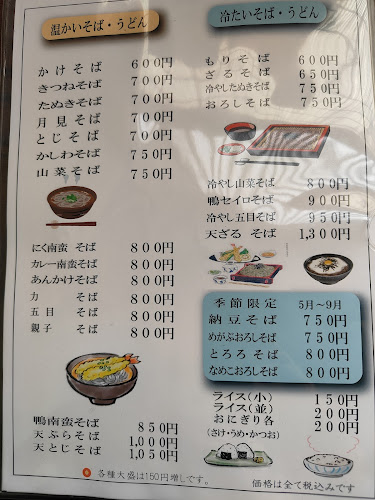 温かいそば・うどん
かけそば 600円
きつねそば 700円
たぬきそば 700円
月見そば 700円
とじそば 700円
かしわそば 750円
山菜そば 750円
にく南蛮 そば 800円
カレー南蛮そば 800円
あんかけそば 800円
力 そば 800円
五目 そば 800円
親子 そば 800円
鴨南蛮そば 850円
天ぷらそば 1,000円
天とじそば 1,050円
各種大盛は150円増しです。
冷たいそば・うどん
もりそば 600円
ざるそば 650円
冷やしたぬきそば 750円
おろしそば 750円
冷やし山菜そば 800円
鴨セイロそば 900円
冷やし五目そば 950円
天ざる そば 1,300円
季節限定 5月～9月
納豆そば 750円
めがぶおろしそば 750円
とろろそば 800円
なめこおろしそば 800円
ライス(小) 150円
ライス(並) 200円
おにぎり各 200円
(さけ・うめ・かつお)
価格は全て税込みです。